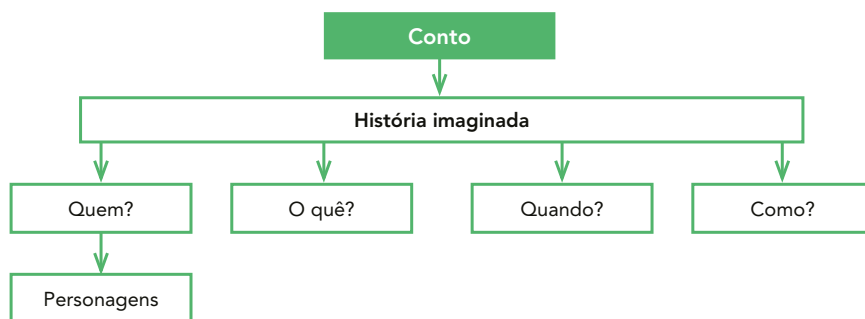 Conto
História imaginada
Quem?
O quê?
Quando?
Como?
Personagens